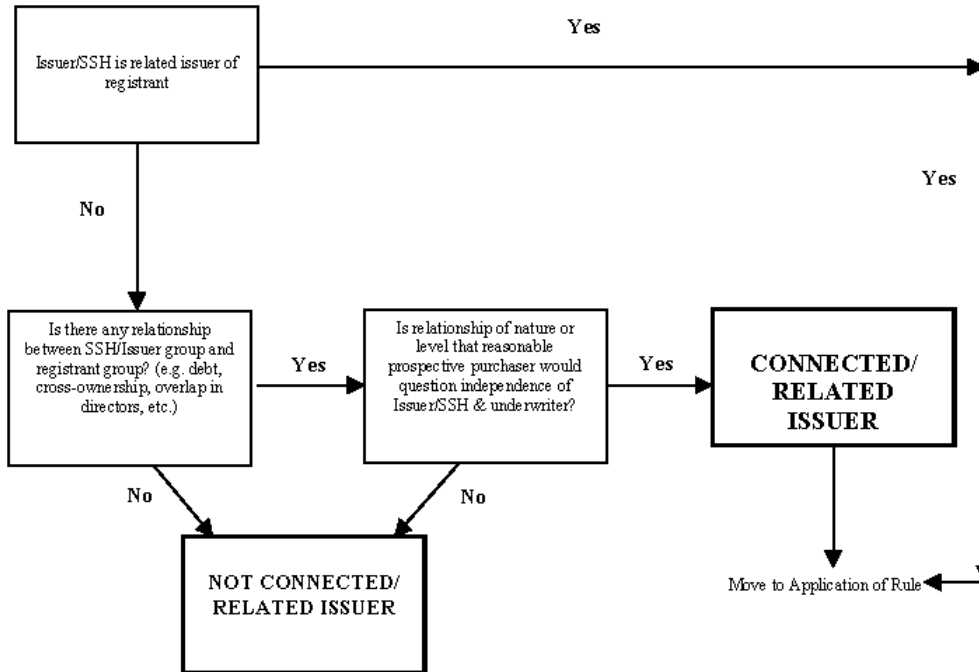 Yes
Issuer/SSH is related issuer of
registrant
Yes
No
Is there any relationship
between SSH/Issuer group and
registrant group? (e.g. debt,
cross-ownership, overlap in
directors, etc.)
Yes
Is relationship of nature or
level that reasonable
prospective purchaser would
question independence of
Issuer/SSH & underwriter?
Yes
CONNECTED/
RELATED
ISSUER
No
No
NOT CONNECTED/
RELATED ISSUER
Move to Application of Rule